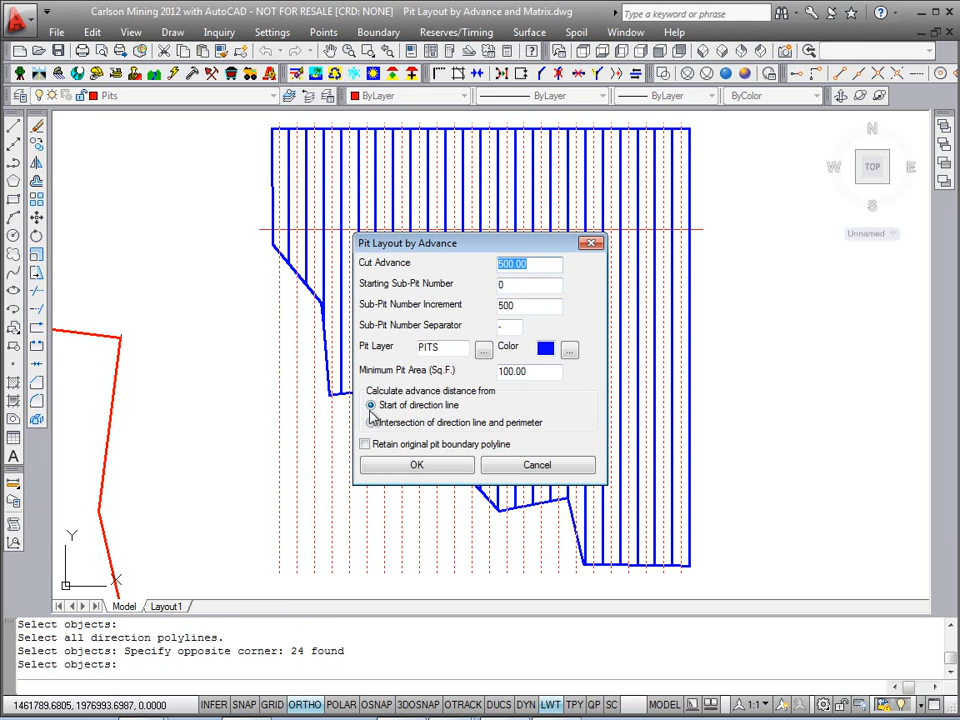 Carlson Mining 2012 with AutoCAD - NOT FOR RESALE [CRD: NONE] Pit Layout by Advance and Matrix.dwg
Type a keyword or phrase
File Edit View Draw Inquiry Settings Points Boundary Reserves/Timing Surface Spoil Window Help
Pits
ByLayer
ByLayer
ByLayer
ByColor
N
W
TOP
E
S
Unnamed
Pit Layout by Advance
Cut Advance
500.00
Starting Sub-Pit Number
0
Sub-Pit Number Increment
500
Sub-Pit Number Separator
-
Pit Layer
PITS
...
Color
...
Minimum Pit Area (Sq.F.)
100.00
Calculate advance distance from
Start of direction line
Intersection of direction line and perimeter
Retain original pit boundary polyline
OK
Cancel
Y
X
A
Model
Layout1
Select objects:
Select all direction polylines.
Select objects: Specify opposite corner: 24 found
Select objects:
1461789.6805, 1976993.6987, 0.0000
INFER SNAP GRID ORTHO POLAR OSNAP 3DOSNAP OTRACK DUCS DYN LWT TPY QP SC
MODEL
1:1